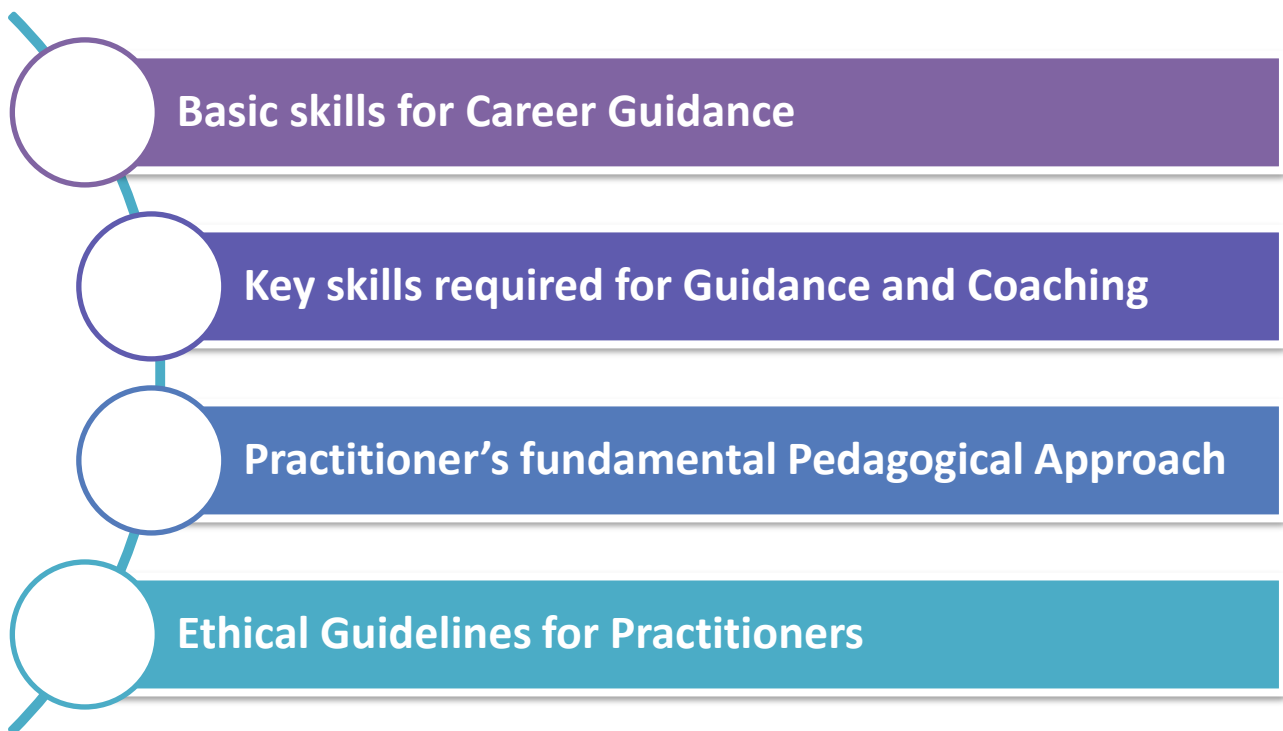 Basic skills for Career Guidance
Key skills required for Guidance and Coaching
Practitioner’s fundamental Pedagogical Approach
Ethical Guidelines for Practitioners